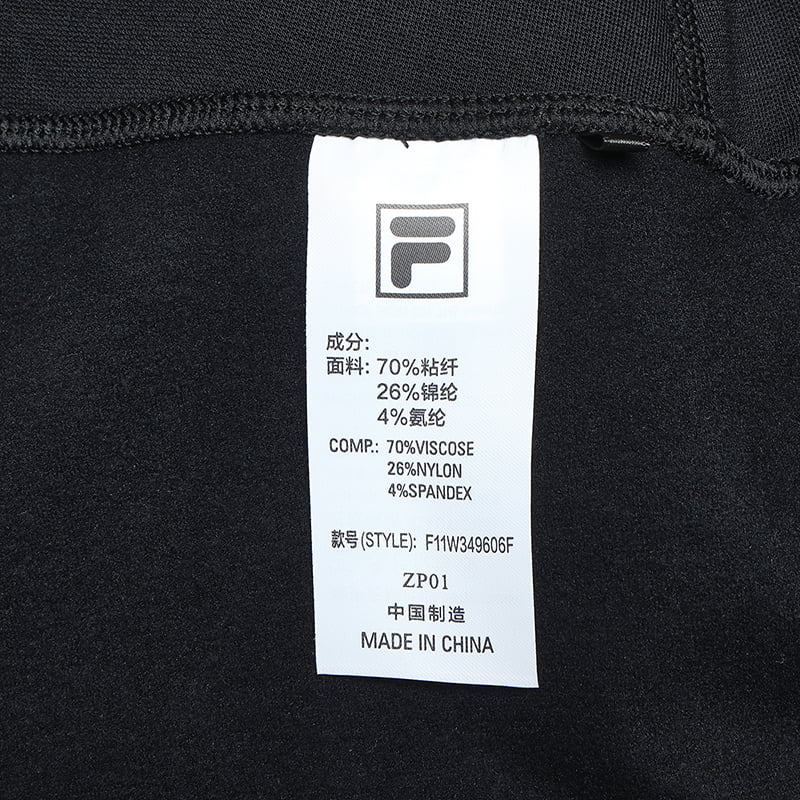 F
成分:
面料: 70%粘纤
26%锦纶
4%氨纶
COMP.: 70%VISCOSE
26%NYLON
4%SPANDEX
款号(STYLE): F11W349606F
ZP01
中国制造
MADE IN CHINA